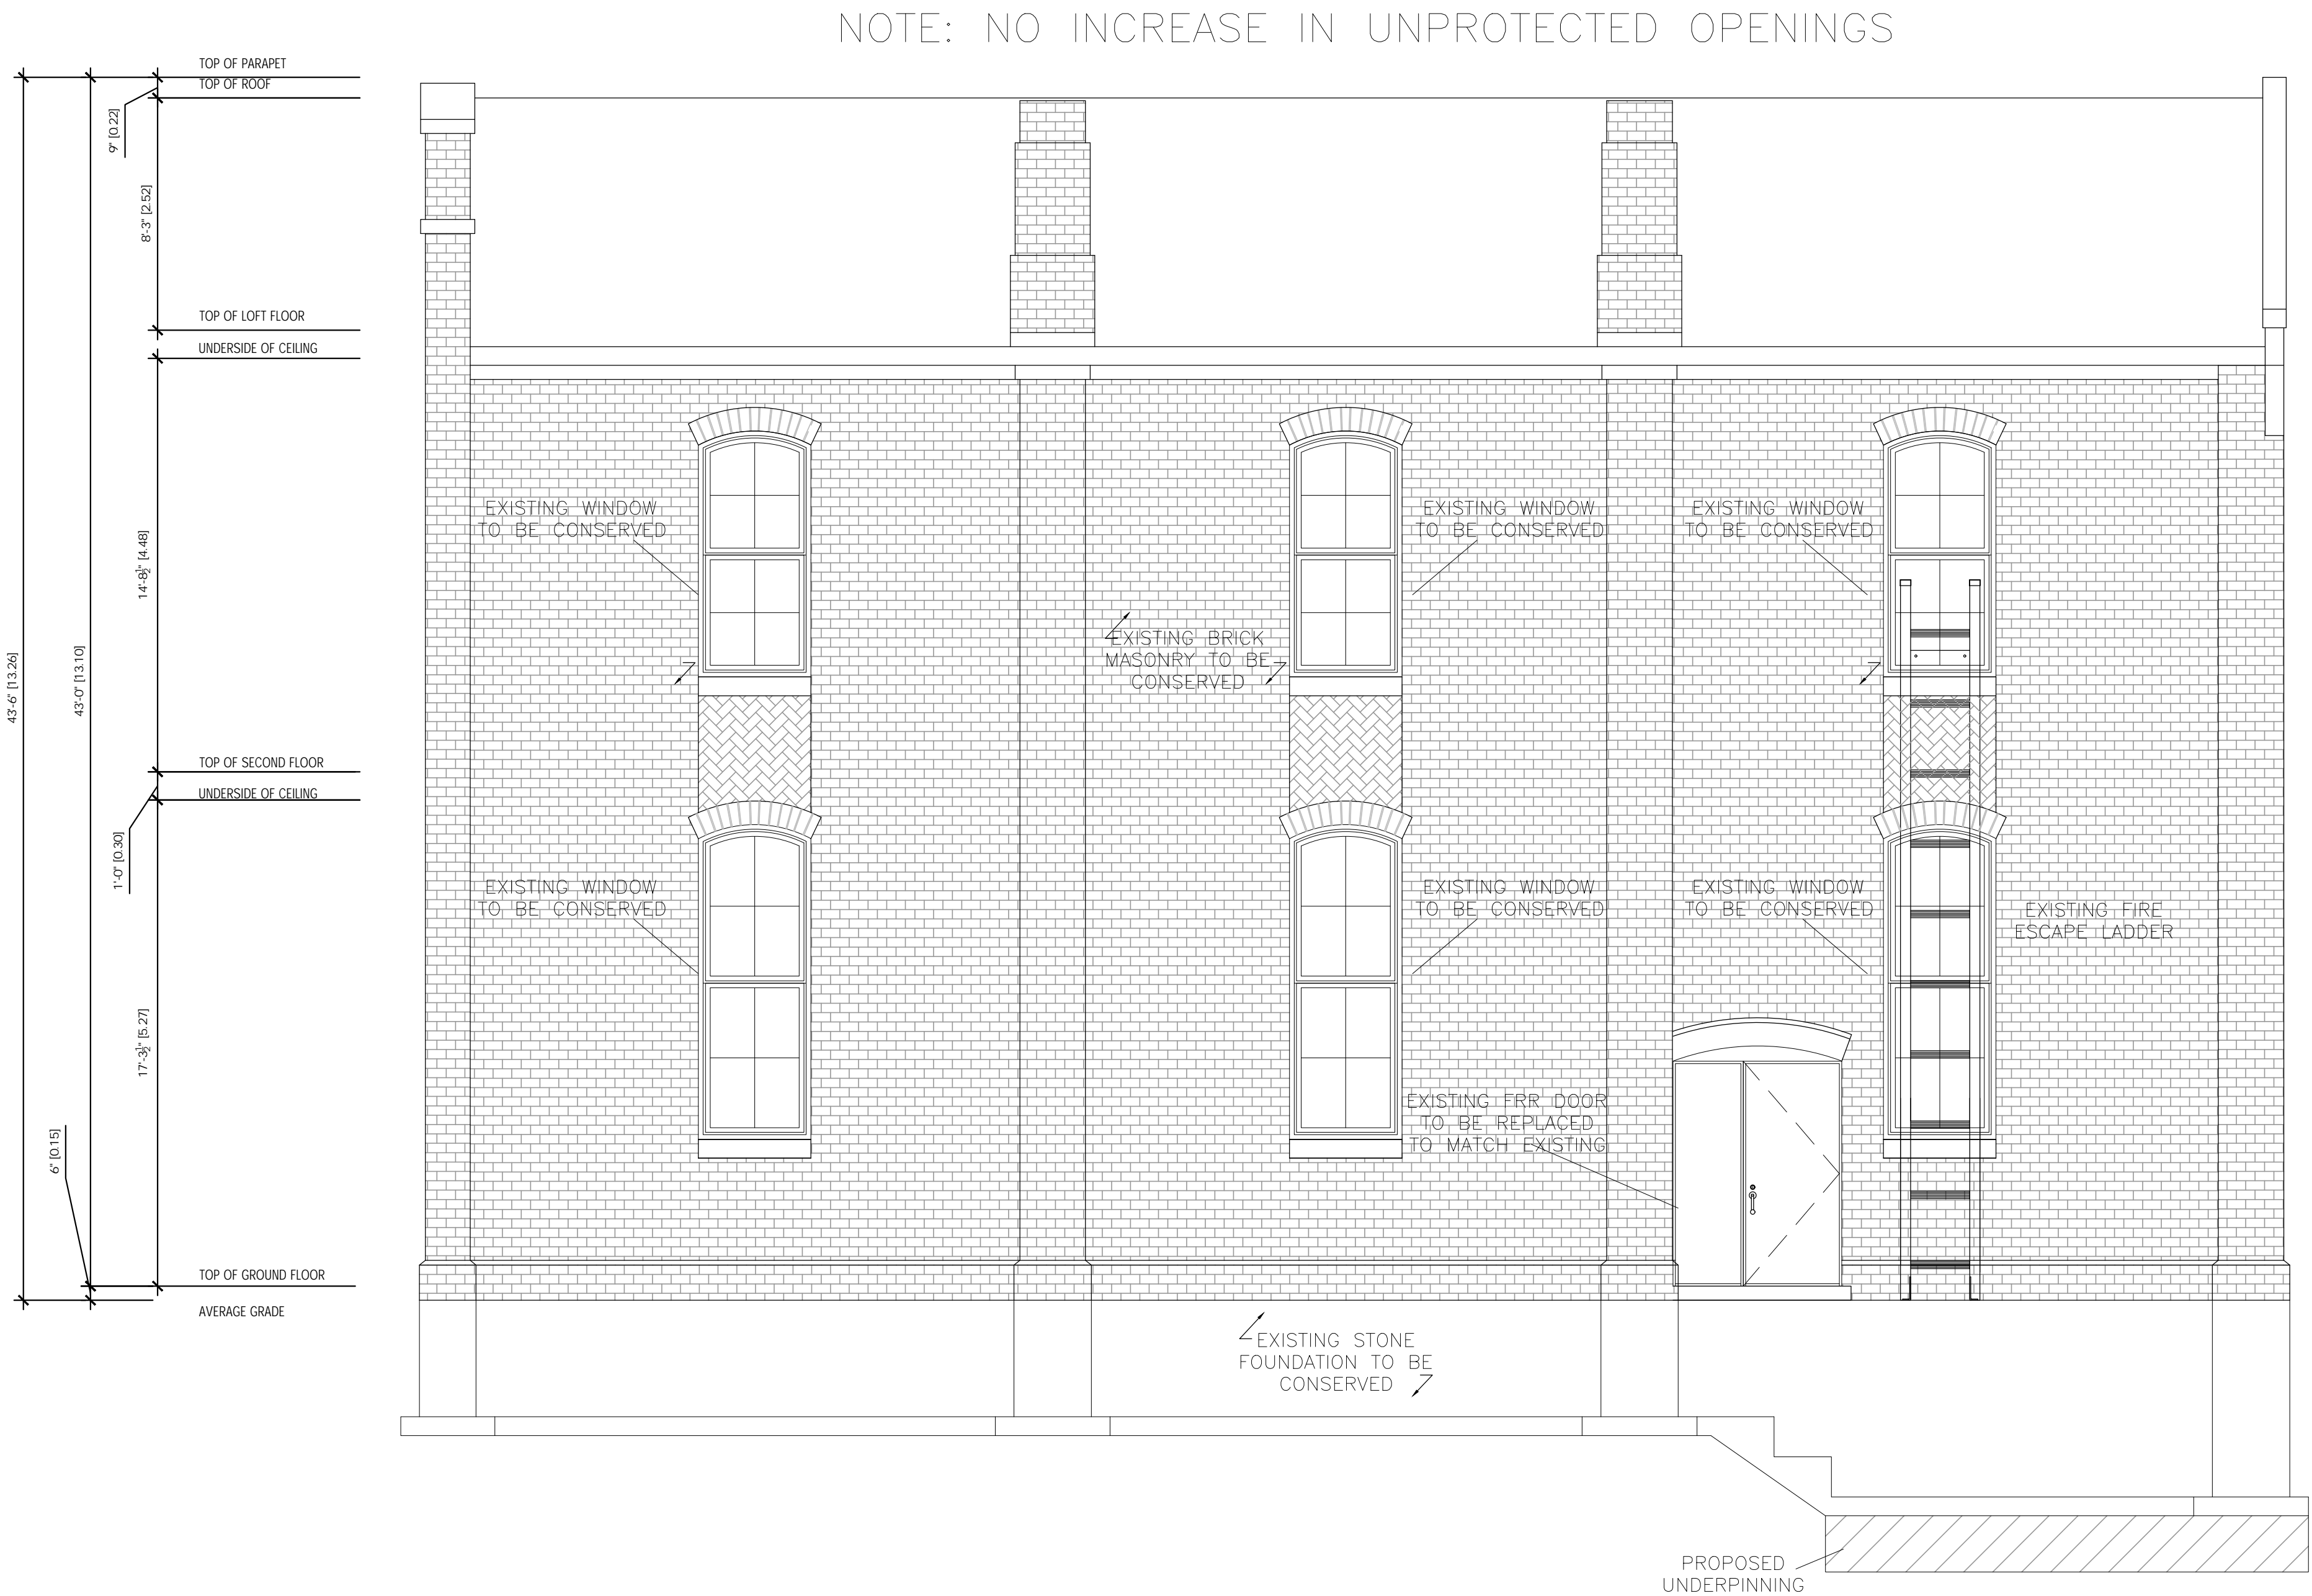 NOTE: NO INCREASE IN UNPROTECTED OPENINGS
TOP OF PARAPET
TOP OF ROOF
9" [0.22]
8'-3" [2.52]
TOP OF LOFT FLOOR
UNDERSIDE OF CEILING
EXISTING WINDOW
TO BE CONSERVED
EXISTING WINDOW
TO BE CONSERVED
EXISTING WINDOW
TO BE CONSERVED
14'-8½" [4.48]
EXISTING BRICK
MASONRY TO BE
CONSERVED
43'-6" [13.26]
43'-0" [13.10]
TOP OF SECOND FLOOR
UNDERSIDE OF CEILING
1'-0" [0.30]
EXISTING WINDOW
TO BE CONSERVED
EXISTING WINDOW
TO BE CONSERVED
EXISTING WINDOW
TO BE CONSERVED
EXISTING FIRE
ESCAPE LADDER
17'-3½" [5.27]
EXISTING FRR DOOR
TO BE REPLACED
TO MATCH EXISTING
6" [0.15]
TOP OF GROUND FLOOR
AVERAGE GRADE
EXISTING STONE
FOUNDATION TO BE
CONSERVED
PROPOSED
UNDERPINNING